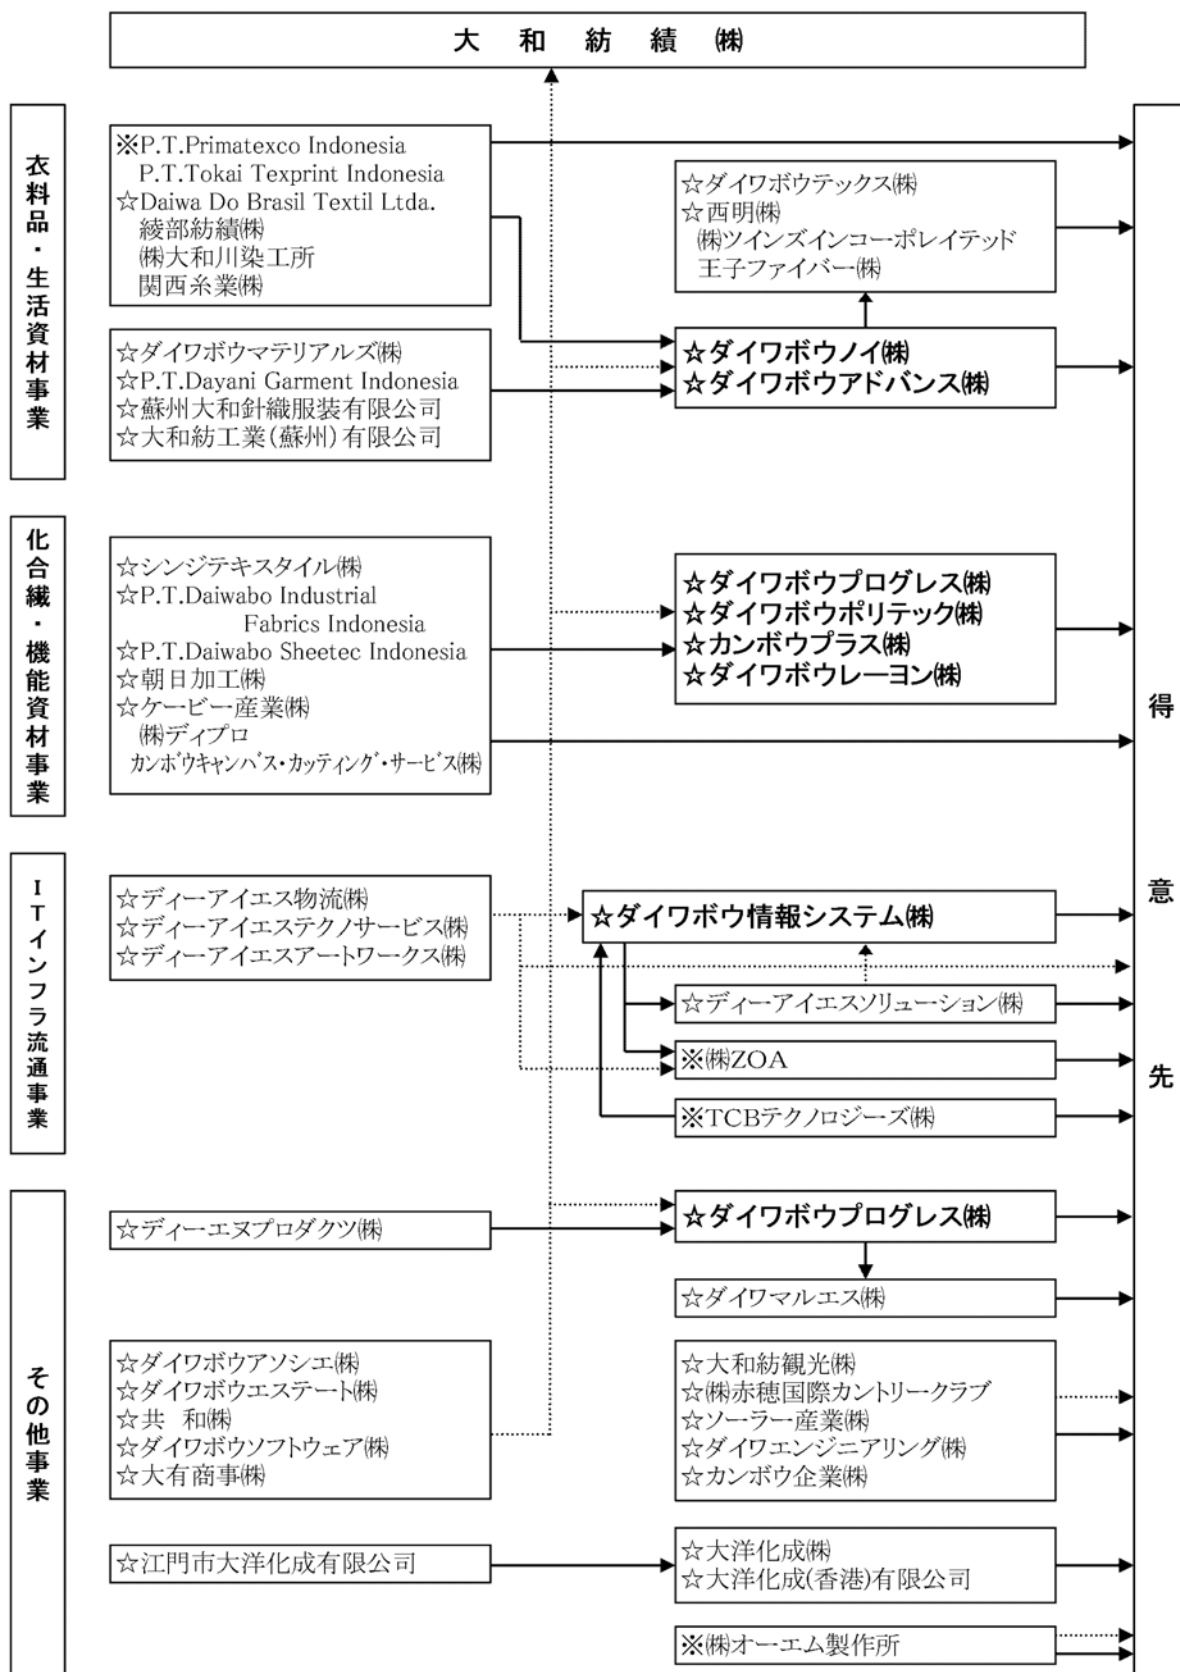 大 和 紡 績 ㈱
衣料品・生活資材事業
※P.T.Primatexco Indonesia
P.T.Tokai Texprint Indonesia
☆Daiwa Do Brasil Textil Ltda.
綾部紡績㈱
㈱大和川染工所
関西糸業㈱
☆ダイワボウテックス㈱
☆西明㈱
㈱ツインズインコーポレイテッド
王子ファイバー㈱
☆ダイワボウマテリアルズ㈱
☆P.T.Dayani Garment Indonesia
☆蘇州大和針織服装有限公司
☆大和紡工業(蘇州)有限公司
☆ダイワボウノイ㈱
☆ダイワボウアドバンス㈱
化合繊・機能資材事業
☆シンジテキスタイル㈱
☆P.T.Daiwabo Industrial
Fabrics Indonesia
☆P.T.Daiwabo Sheetec Indonesia
☆朝日加工㈱
☆ケービー産業㈱
㈱ディプロ
カンボウキャンバス・カッティング・サービス㈱
☆ダイワボウプログレス㈱
☆ダイワボウポリテック㈱
☆カンボウプラス㈱
☆ダイワボウレーヨン㈱
ITインフラ流通事業
☆ディーアイエス物流㈱
☆ディーアイエステクノサービス㈱
☆ディーアイエスアートワークス㈱
☆ダイワボウ情報システム㈱
☆ディーアイエスソリューション㈱
※㈱ZOA
※TCBテクノロジーズ㈱
その他事業
☆ディーエヌプロダクツ㈱
☆ダイワボウプログレス㈱
☆ダイワマルエス㈱
☆ダイワボウアソシエ㈱
☆ダイワボウエステート㈱
☆共 和㈱
☆ダイワボウソフトウェア㈱
☆大有商事㈱
☆大和紡観光㈱
☆㈱赤穂国際カントリークラブ
☆ソーラー産業㈱
☆ダイワエンジニアリング㈱
☆カンボウ企業㈱
☆江門市大洋化成有限公司
☆大洋化成㈱
☆大洋化成(香港)有限公司
※㈱オーエム製作所
得意先